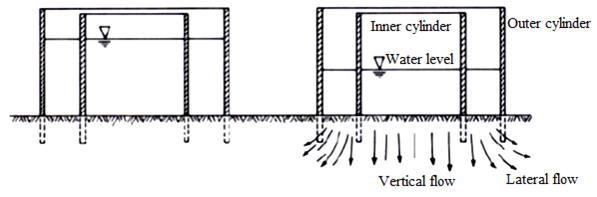 Inner cylinder
Outer cylinder
Water level
Vertical flow
Lateral flow